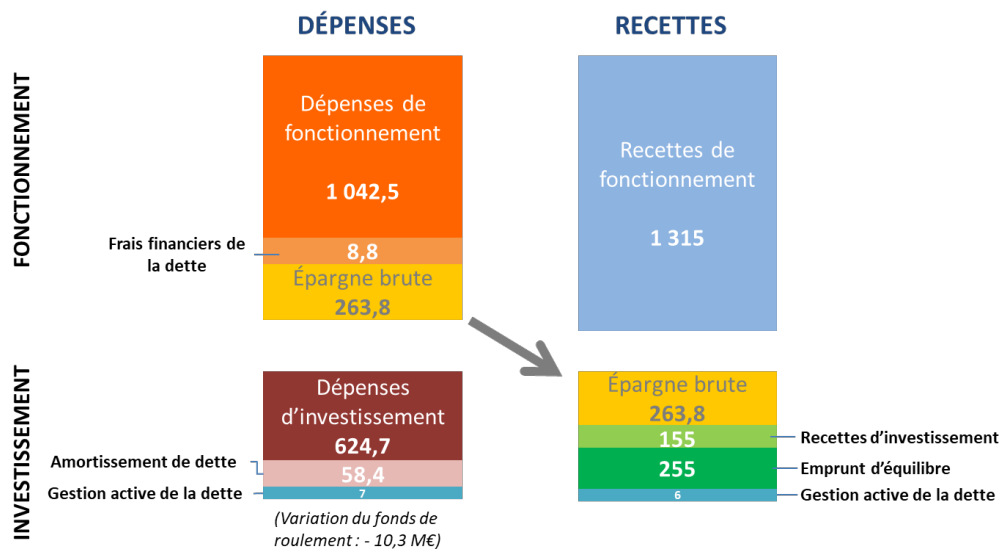 DÉPENSES
RECETTES
FONCTIONNEMENT
Dépenses de
fonctionnement
1 042,5
Frais financiers de
la dette
8,8
Épargne brute
263,8
Recettes de
fonctionnement
1 315
INVESTISSEMENT
Dépenses
d'investissement
624,7
Amortissement de dette
58,4
Gestion active de la dette
7
(Variation du fonds de
roulement : - 10,3 M€)
Épargne brute
263,8
155
Recettes d'investissement
255
Emprunt d'équilibre
6
Gestion active de la dette